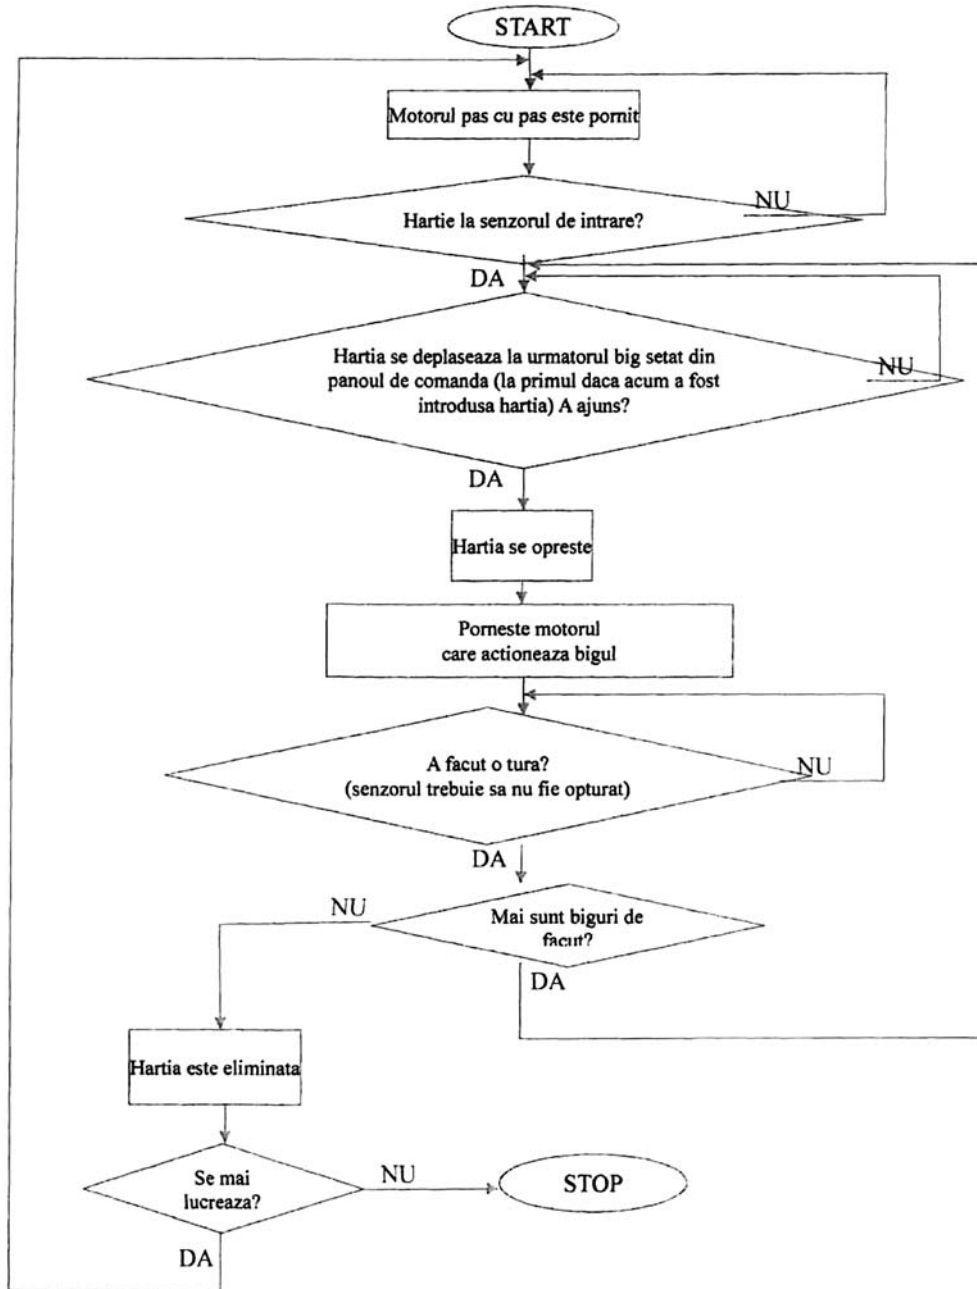 START
Motorul pas cu pas este pornit
NU
Hartie la senzorul de intrare?
DA
Hartia se deplaseaza la urmatorul big setat din
panoul de comanda (la primul daca acum a fost
introdusa hartia) A ajuns?
NU
DA
Hartia se opreste
Porneste motorul
care actioneaza bigul
A facut o tura?
(senzorul trebuie sa nu fie opturat)
NU
DA
NU
Mai sunt biguri de
facut?
DA
Hartia este eliminata
Se mai
lucreaza?
NU
STOP
DA